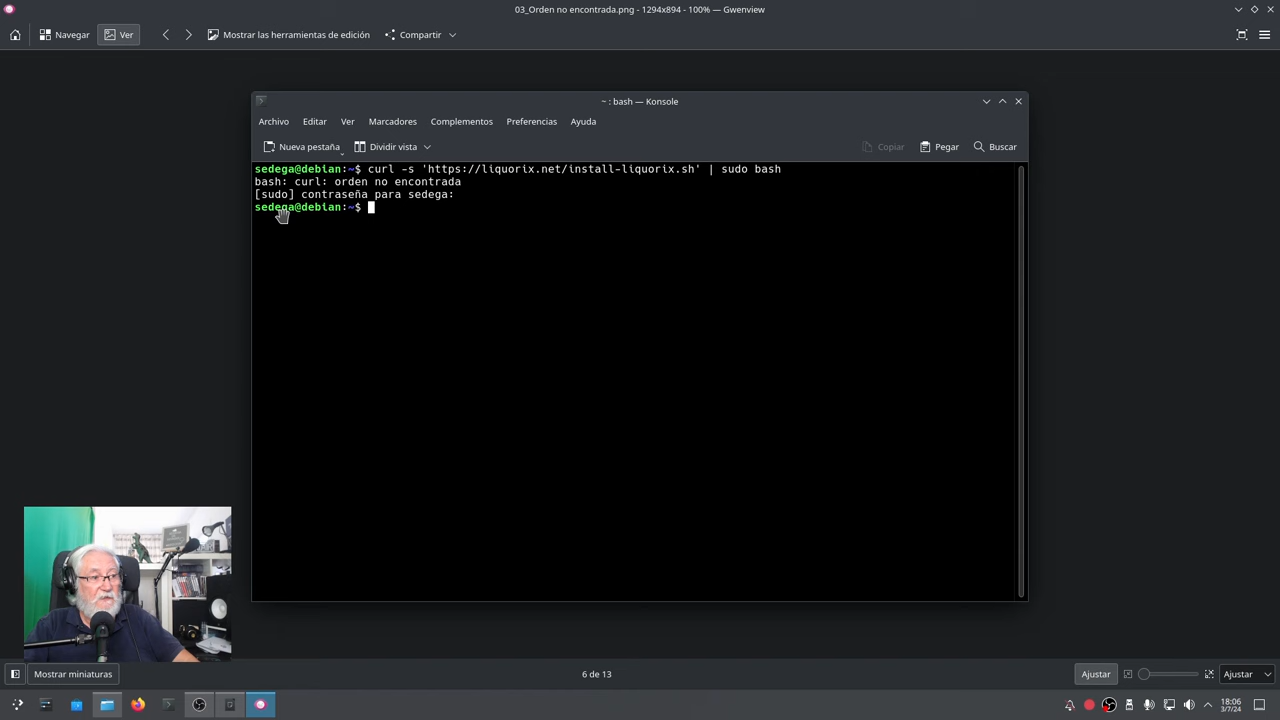 03_Orden no encontrada.png - 1294x894 - 100% — Gwenview
Navegar
Ver
Mostrar las herramientas de edición
Compartir
~ : bash — Konsole
Archivo
Editar
Ver
Marcadores
Complementos
Preferencias
Ayuda
Nueva pestaña
Dividir vista
Copiar
Pegar
Buscar
sedega@debian:~$ curl -s 'https://liquorix.net/install-liquorix.sh' | sudo bash
bash: curl: orden no encontrada
[sudo] contraseña para sedega:
sedega@debian:~$
Mostrar miniaturas
6 de 13
Ajustar
Ajustar
18:06
3/7/24